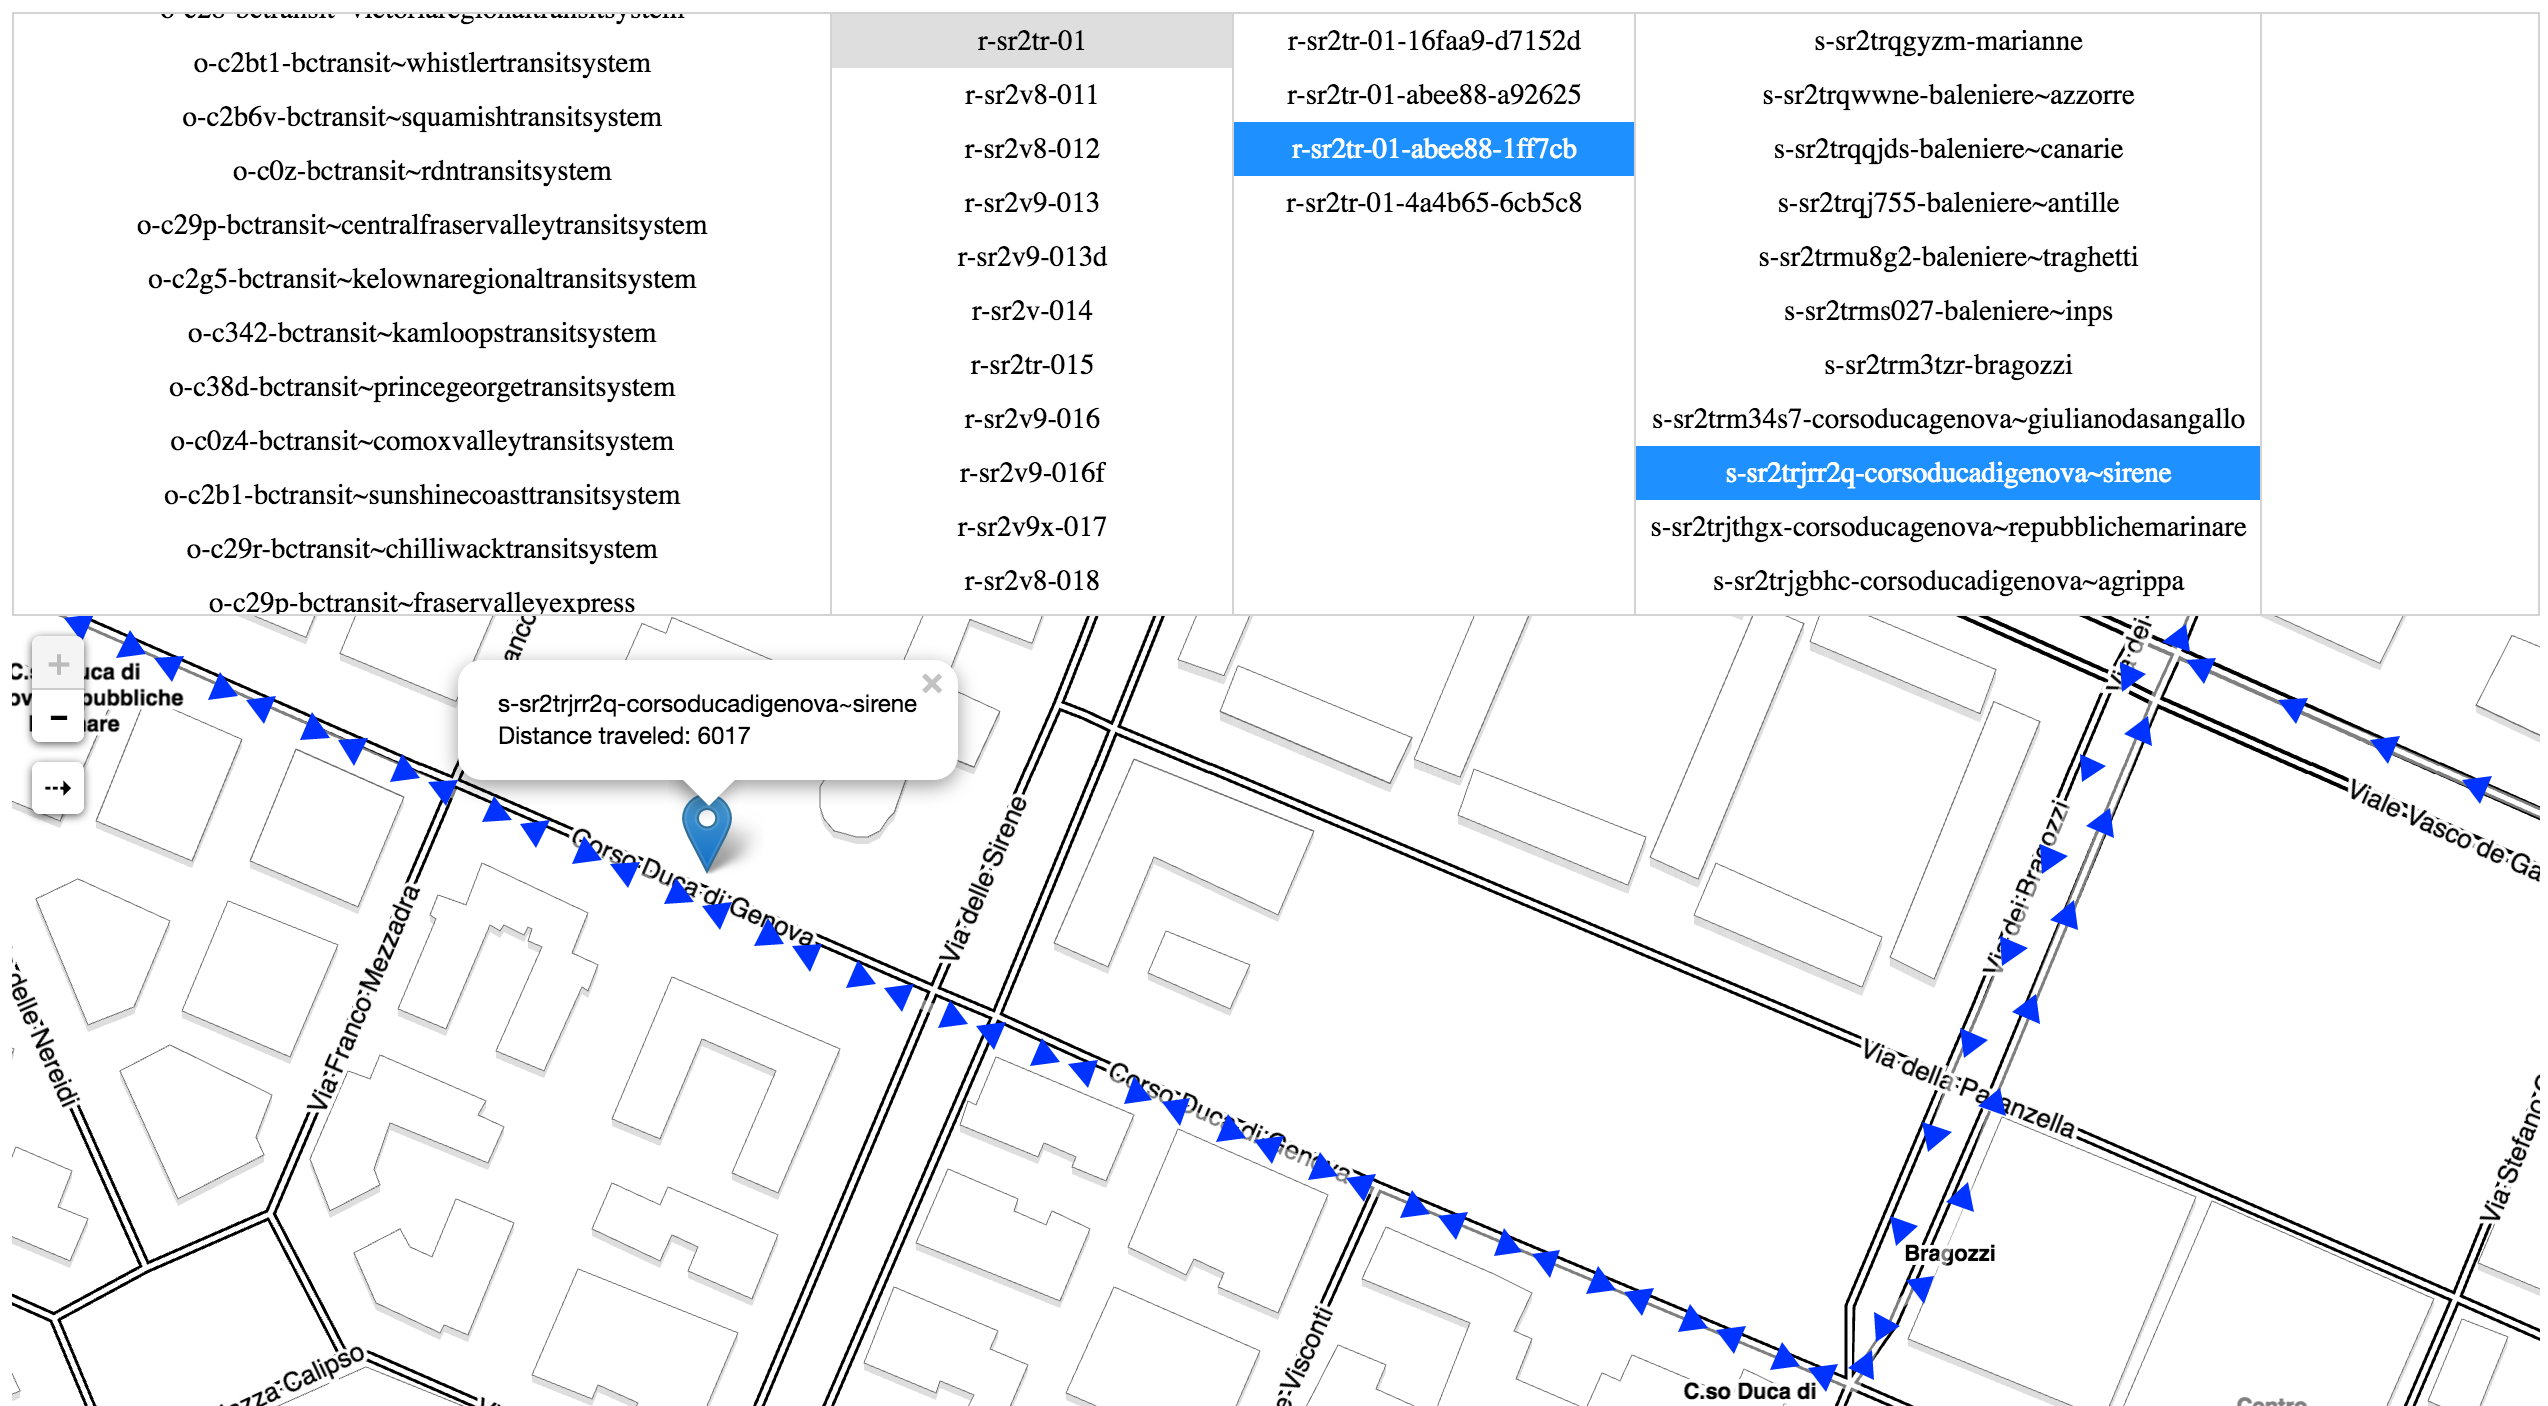 o-c28-bctransit~victoriaregionaltransitsystem
o-c2bt1-bctransit~whistlertransitsystem
o-c2b6v-bctransit~squamishtransitsystem
o-c0z-bctransit~rdntransitsystem
o-c29p-bctransit~centralfraservalleytransitsystem
o-c2g5-bctransit~kelownaregionaltransitsystem
o-c342-bctransit~kamloopstransitsystem
o-c38d-bctransit~princegeorgetransitsystem
o-c0z4-bctransit~comoxvalleytransitsystem
o-c2b1-bctransit~sunshinecoasttransitsystem
o-c29r-bctransit~chilliwacktransitsystem
o-c29p-bctransit~fraservalleyexpress
r-sr2tr-01
r-sr2v8-011
r-sr2v8-012
r-sr2v9-013
r-sr2v9-013d
r-sr2v-014
r-sr2tr-015
r-sr2v9-016
r-sr2v9-016f
r-sr2v9x-017
r-sr2v8-018
r-sr2tr-01-16faa9-d7152d
r-sr2tr-01-abee88-a92625
r-sr2tr-01-abee88-1ff7cb
r-sr2tr-01-4a4b65-6cb5c8
s-sr2trqgyzm-marianne
s-sr2trqwwne-baleniere~azzorre
s-sr2trqqjds-baleniere~canarie
s-sr2trqj755-baleniere~antille
s-sr2trmu8g2-baleniere~traghetti
s-sr2trms027-baleniere~inps
s-sr2trm3tzr-bragozzi
s-sr2trm34s7-corsoducagenova~giulianodasangallo
s-sr2trjrr2q-corsoducadigenova~sirene
s-sr2trjthgx-corsoducagenova~repubblichemarinare
s-sr2trjgbhc-corsoducadigenova~agrippa
+
−
s-sr2trjrr2q-corsoducadigenova~sirene
Distance traveled: 6017
×
Corso Duca di Genova
Via delle Sirene
Via Franco Mezzadra
delle Nereidi
Corso Duca di Genova
Via dei Bragozzi
Via dei
Viale Vasco de Ga
Via della Paranzella
Via Stefano
Bragozzi
C.so Duca di
Visconti
Calipso